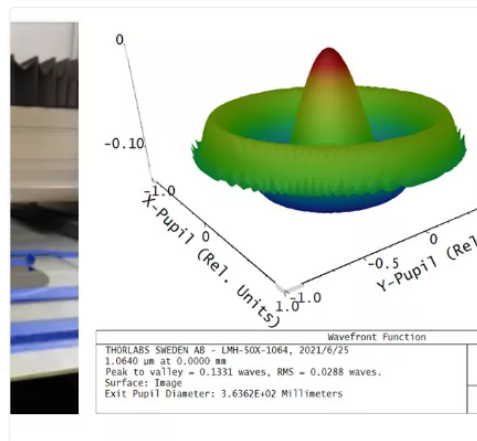 0
-0.10
-1.0
0
1.0
X-Pupil (Rel. Units)
-1.0
-0.5
0
Y-Pupil (Rel
Wavefront Function
THORLABS SWEDEN AB - LMH-50X-1064, 2021/6/25
1.0640 µm at 0.0000 mm
Peak to valley = 0.1331 waves, RMS = 0.0288 waves.
Surface: Image
Exit Pupil Diameter: 3.6362E+02 Millimeters